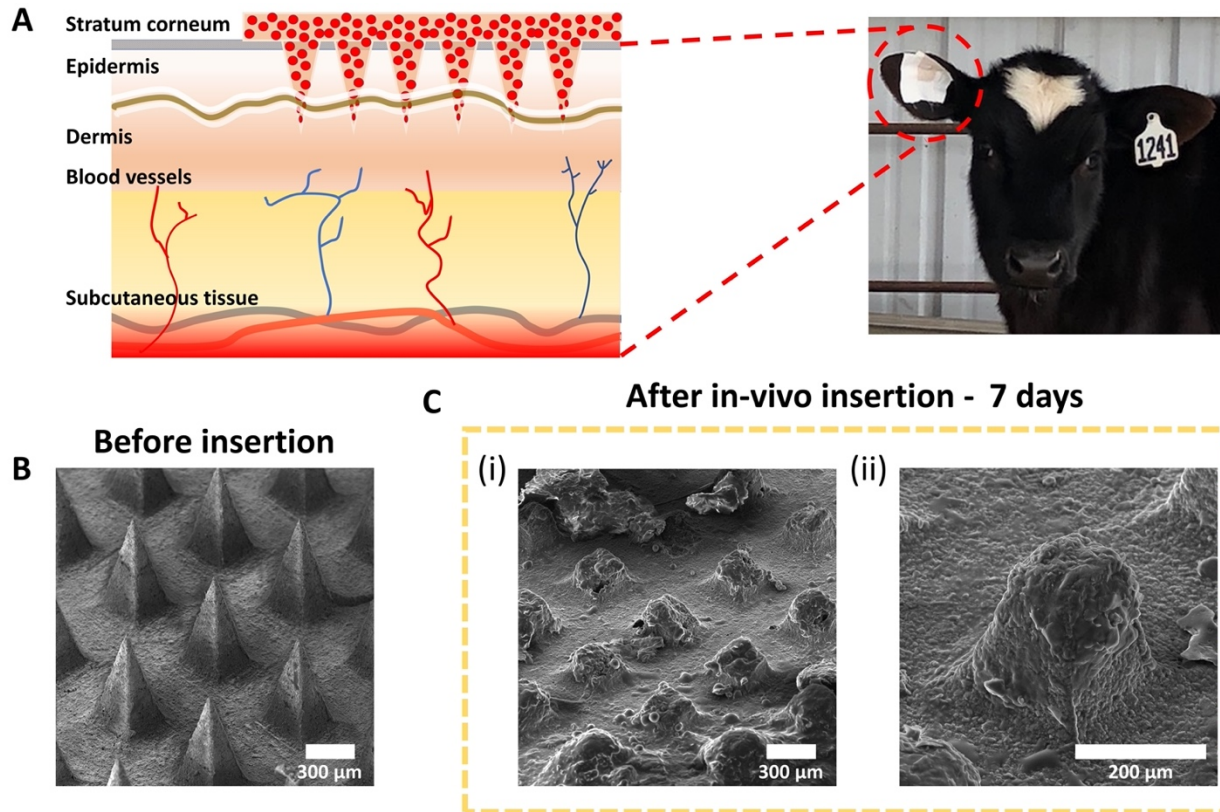 A
Stratum corneum
Epidermis
Dermis
Blood vessels
Subcutaneous tissue
1241
Before insertion
B
300 µm
C
After in-vivo insertion - 7 days
(i)
300 µm
(ii)
200 µm